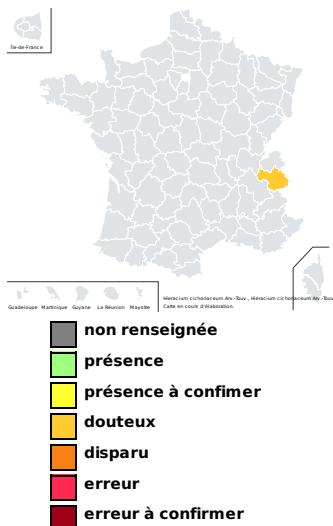 Île-de-France
Guadeloupe Martinique Guyane La Réunion Mayotte
Hieracium cichoriaceum Arv.-Touv., Hieracium cichoriaceum Arv.-Touv
Carte en cours d'élaboration.
non renseignée
présence
présence à confimer
douteux
disparu
erreur
erreur à confirmer